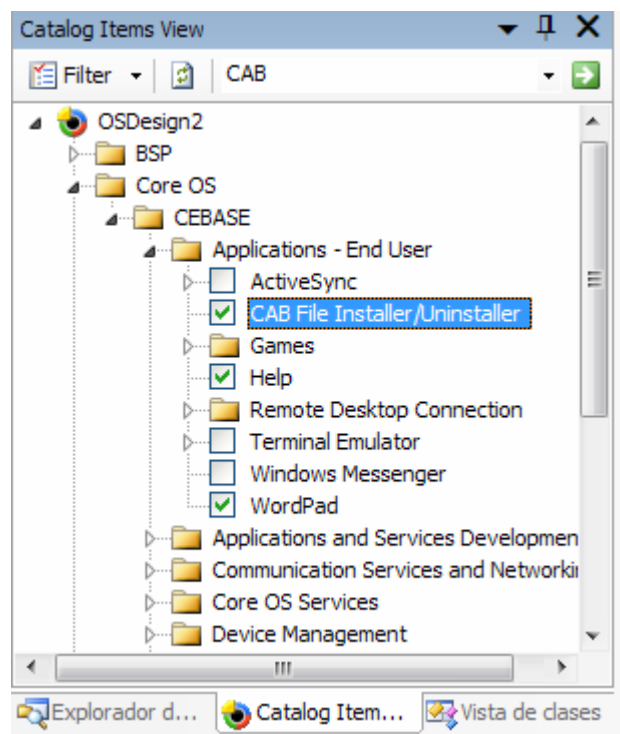 Catalog Items View
Filter CAB
OSDesign2
BSP
Core OS
CEBASE
Applications - End User
ActiveSync
CAB File Installer/Uninstaller
Games
Help
Remote Desktop Connection
Terminal Emulator
Windows Messenger
WordPad
Applications and Services Developmen
Communication Services and Networkin
Core OS Services
Device Management
Explorador d... Catalog Item... Vista de clases